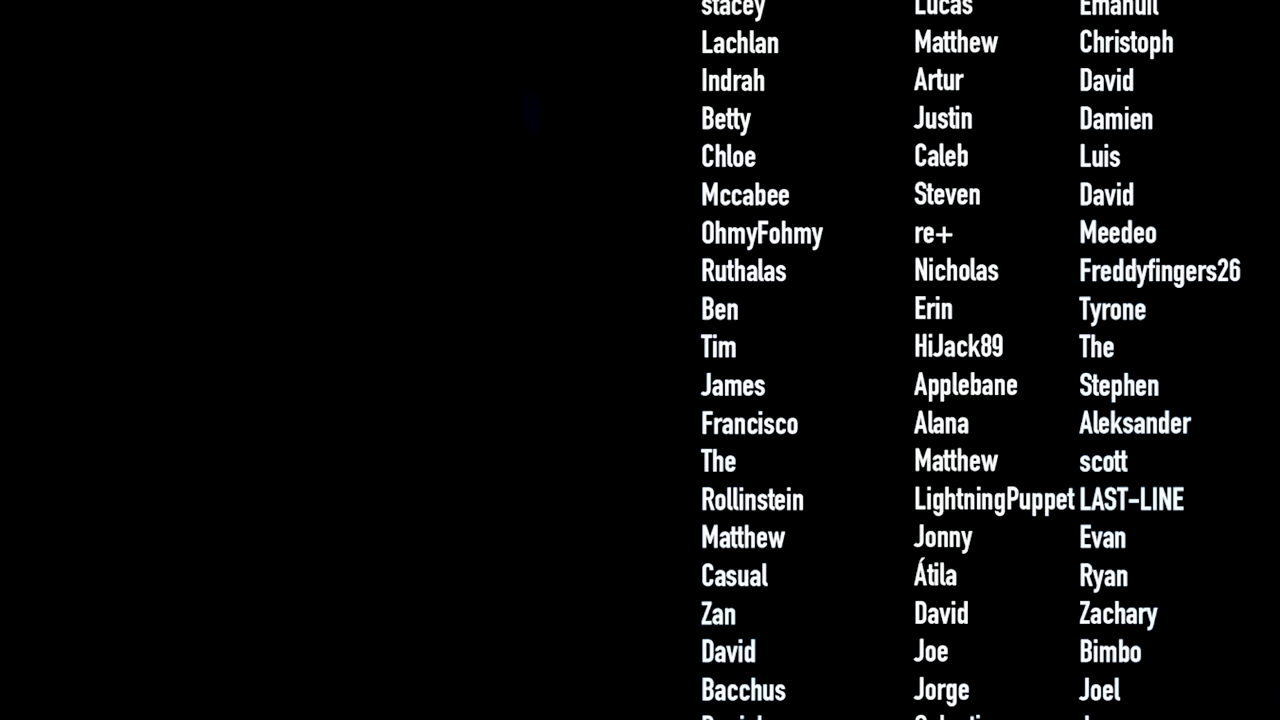 stacey Lucas Emanuil
Lachlan Matthew Christoph
Indrah Artur David
Betty Justin Damien
Chloe Caleb Luis
Mccabee Steven David
OhmyFohmy re+ Meedeo
Ruthalas Nicholas Freddyfingers26
Ben Erin Tyrone
Tim HiJack89 The
James Applebane Stephen
Francisco Alana Aleksander
The Matthew scott
Rollinstein LightningPuppet LAST-LINE
Matthew Jonny Evan
Casual Átila Ryan
Zan David Zachary
David Joe Bimbo
Bacchus Jorge Joel